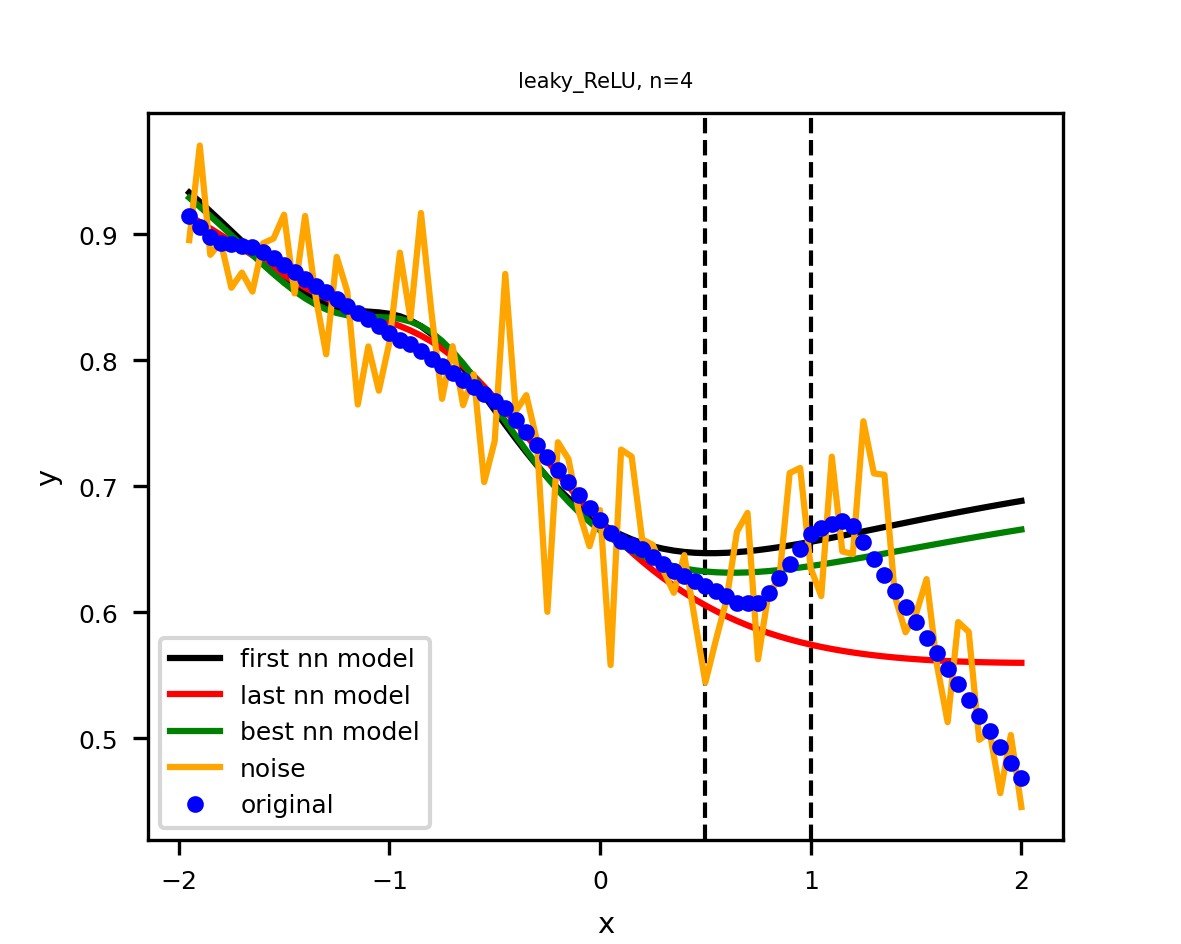 leaky_ReLU, n=4
y
0.9
0.8
0.7
0.6
0.5
first nn model
last nn model
best nn model
noise
original
−2
−1
0
1
2
x